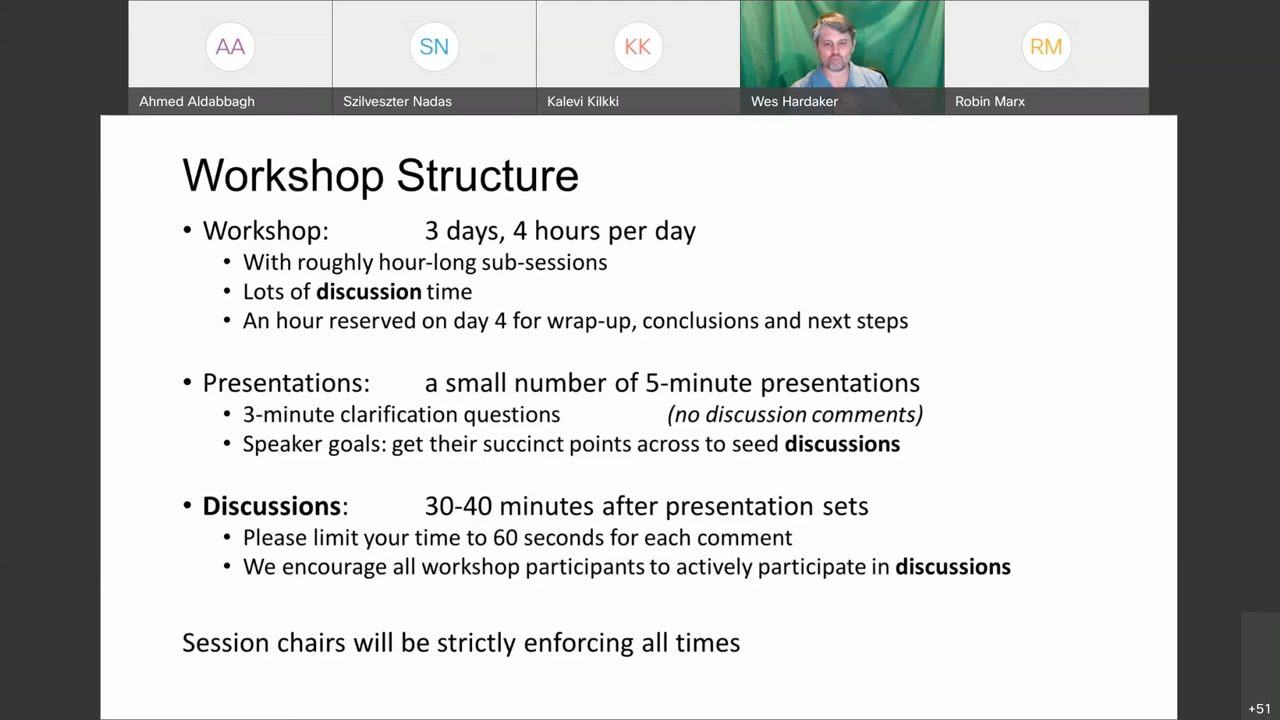 AA
SN
KK
RM
Ahmed Aldabbagh
Szilveszter Nadas
Kalevi Kilkki
Wes Hardaker
Robin Marx
Workshop Structure
• Workshop: 3 days, 4 hours per day
• With roughly hour-long sub-sessions
• Lots of discussion time
• An hour reserved on day 4 for wrap-up, conclusions and next steps
• Presentations: a small number of 5-minute presentations
• 3-minute clarification questions (no discussion comments)
• Speaker goals: get their succinct points across to seed discussions
• Discussions: 30-40 minutes after presentation sets
• Please limit your time to 60 seconds for each comment
• We encourage all workshop participants to actively participate in discussions
Session chairs will be strictly enforcing all times
+51